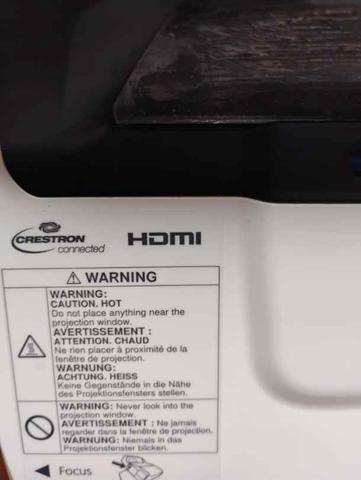 CRESTRON
connected
HDMI
WARNING
WARNING:
CAUTION. HOT
Do not place anything near the
projection window.
AVERTISSEMENT :
ATTENTION. CHAUD
Ne rien placer à proximité de la
fenêtre de projection.
WARNUNG:
ACHTUNG. HEISS
Keine Gegenstände in die Nähe
des Projektionsfensters stellen.
WARNING: Never look into the
projection window.
AVERTISSEMENT : Ne jamais
regarder dans la fenêtre de projection.
WARNUNG: Niemals in das
Projektionsfenster blicken.
Focus